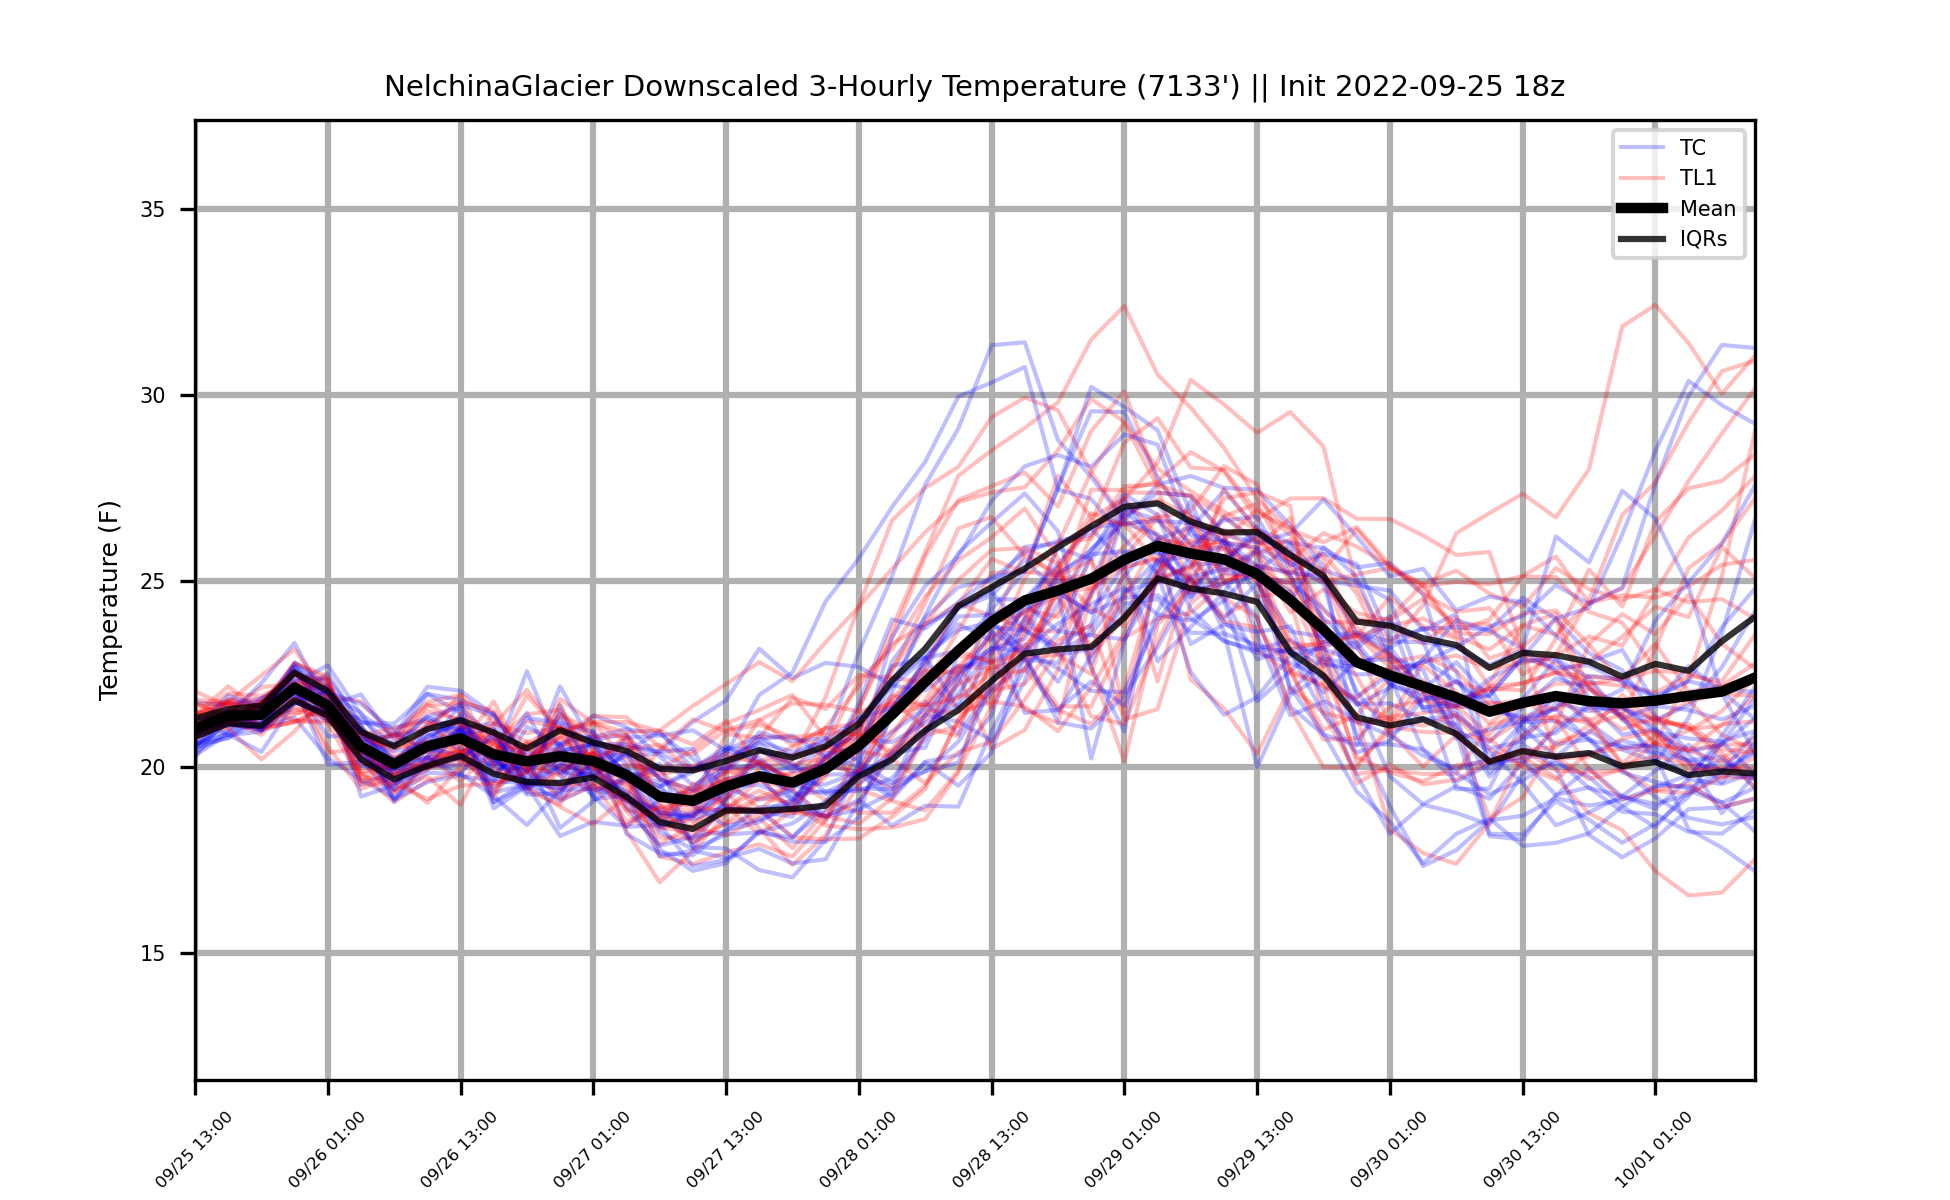 NelchinaGlacier Downscaled 3-Hourly Temperature (7133') || Init 2022-09-25 18z
TC
TL1
Mean
IQRs
Temperature (F)
35
30
25
20
15
09/25 13:00
09/26 01:00
09/26 13:00
09/27 01:00
09/27 13:00
09/28 01:00
09/28 13:00
09/29 01:00
09/29 13:00
09/30 01:00
09/30 13:00
10/01 01:00